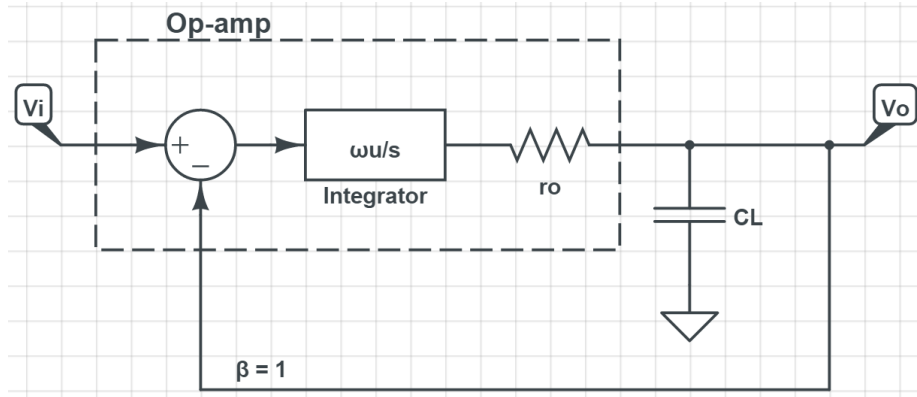 Op-amp
Vi
Vo
+
−
ωu/s
Integrator
ro
CL
β = 1